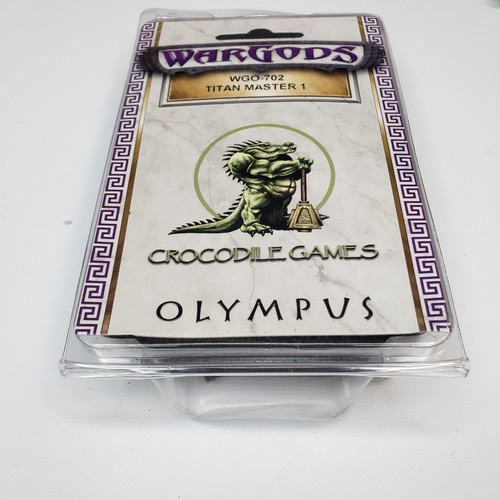 WARGODS
WGO-702
TITAN MASTER 1
CROCODILE GAMES
OLYMPUS